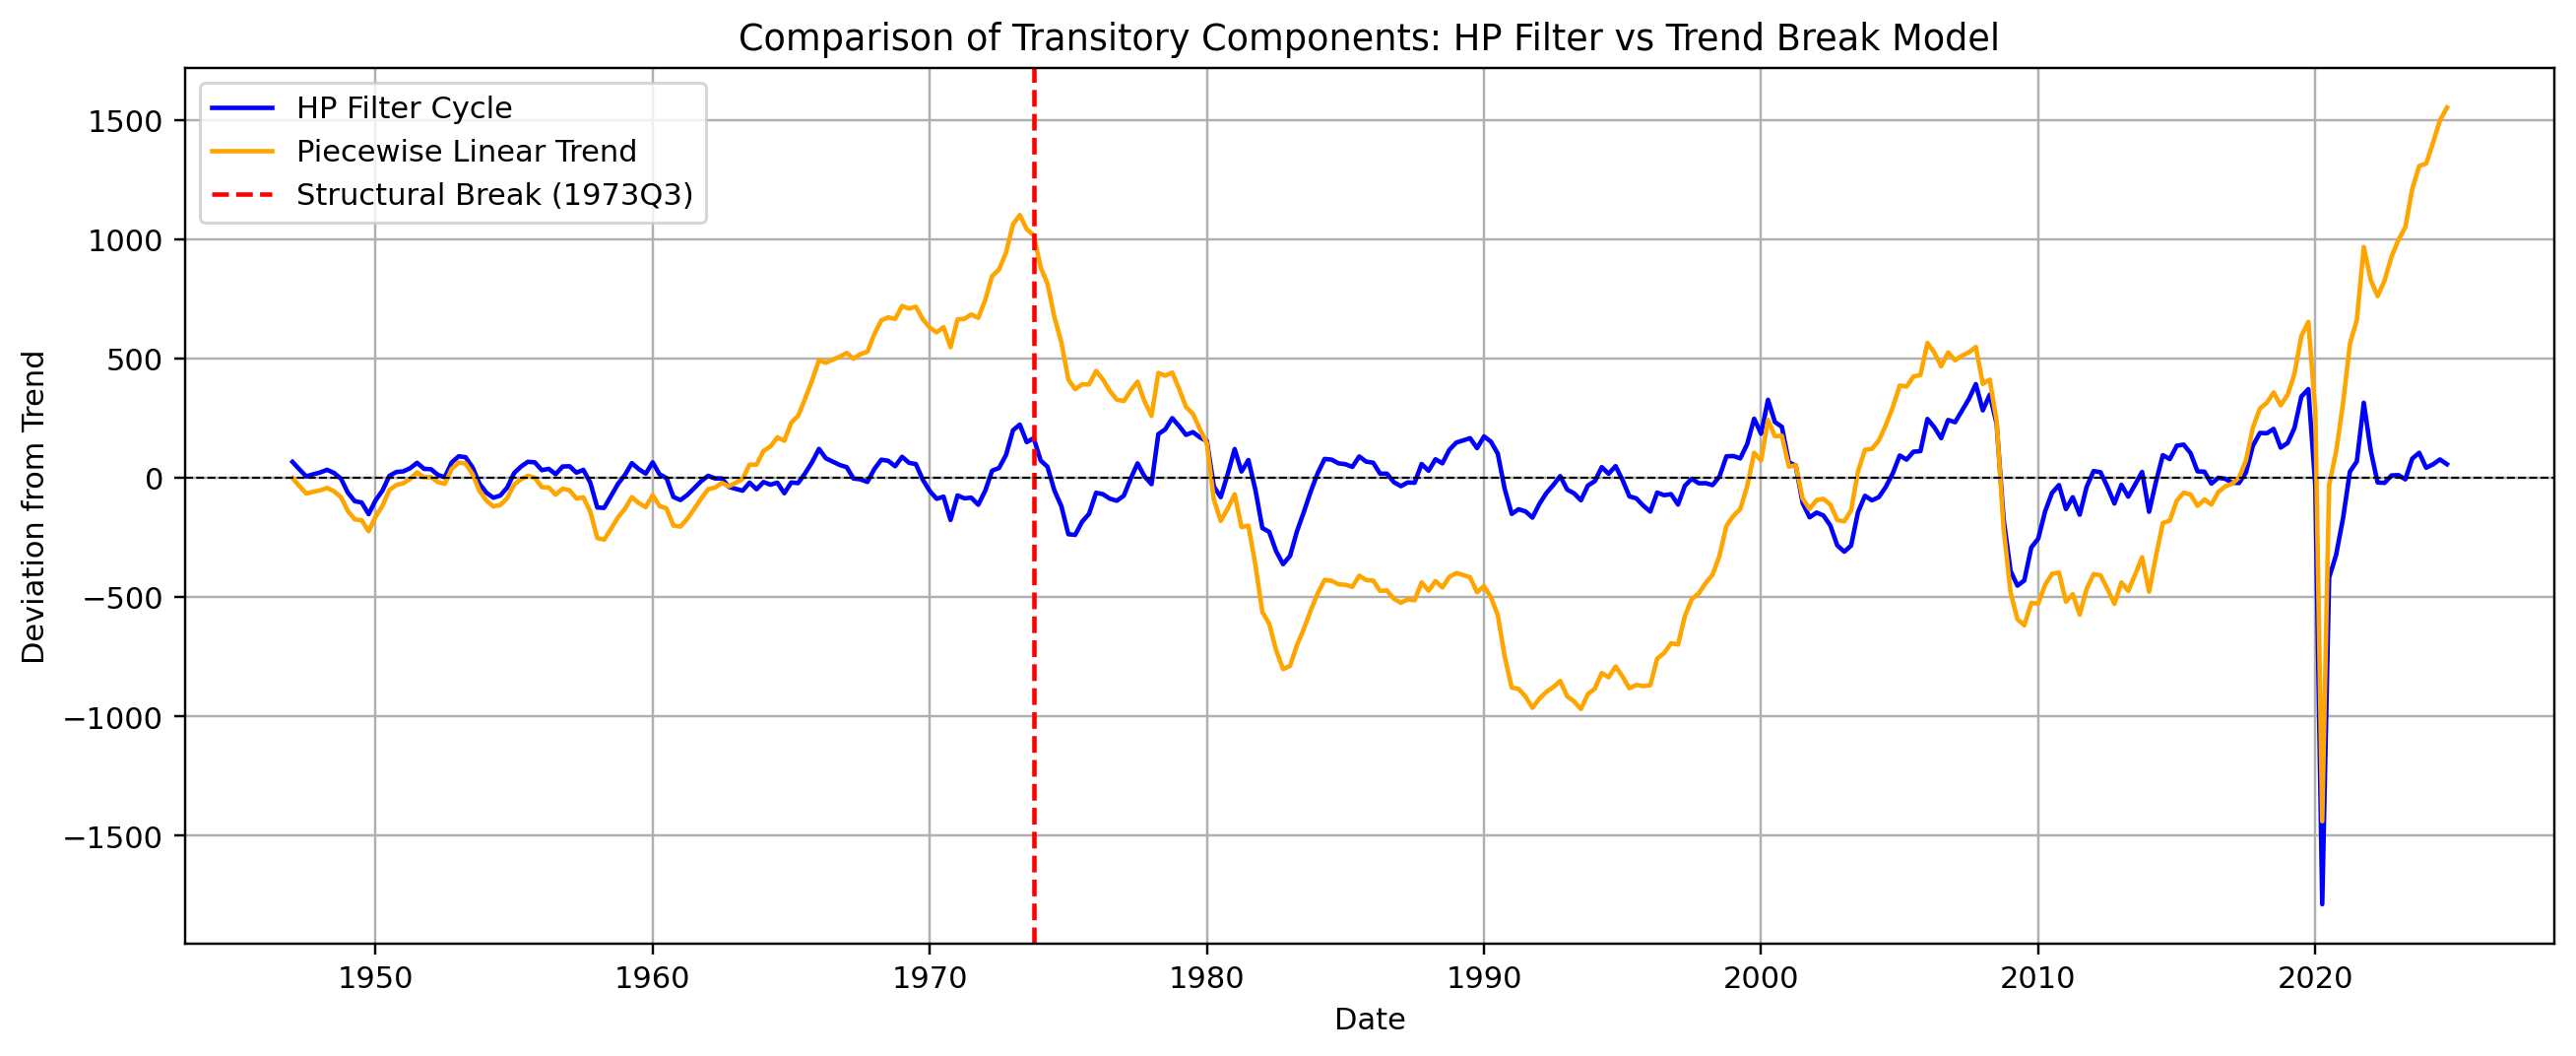 Comparison of Transitory Components: HP Filter vs Trend Break Model
HP Filter Cycle
Piecewise Linear Trend
Structural Break (1973Q3)
1500
1000
500
0
−500
−1000
−1500
Deviation from Trend
1950 1960 1970 1980 1990 2000 2010 2020
Date